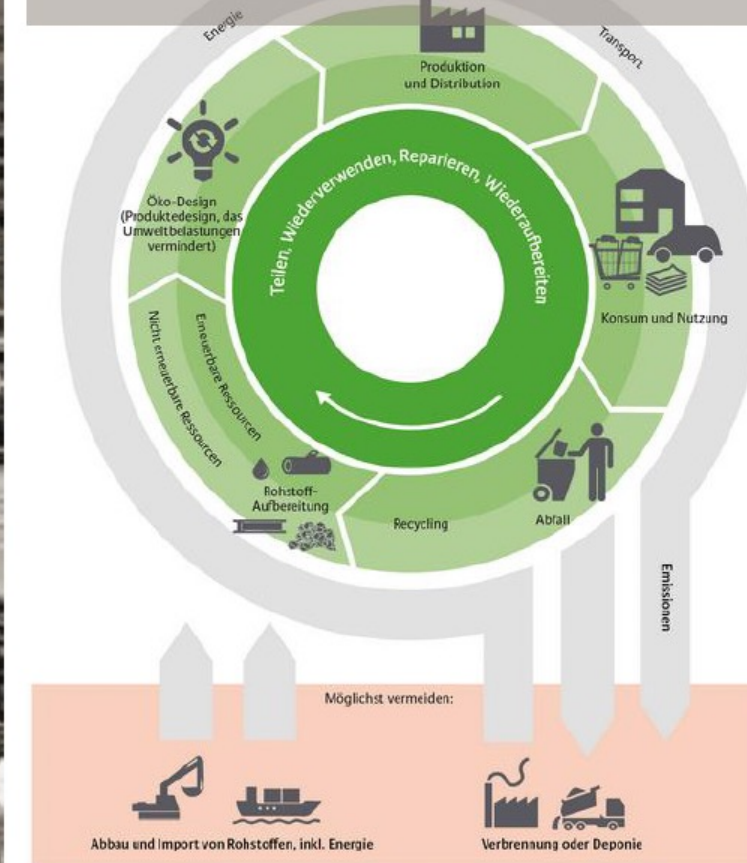 Energie
Transport
Produktion
und Distribution
Öko-Design
(Produktedesign, das
Umweltbelastungen
vermindert)
Teilen, Wiederverwenden, Reparieren, Wiederaufbereiten
Konsum und Nutzung
Erneuerbare Ressourcen
Nicht erneuerbare Ressourcen
Rohstoff-
Aufbereitung
Recycling
Abfall
Emissionen
Möglichst vermeiden:
Abbau und Import von Rohstoffen, inkl. Energie
Verbrennung oder Deponie